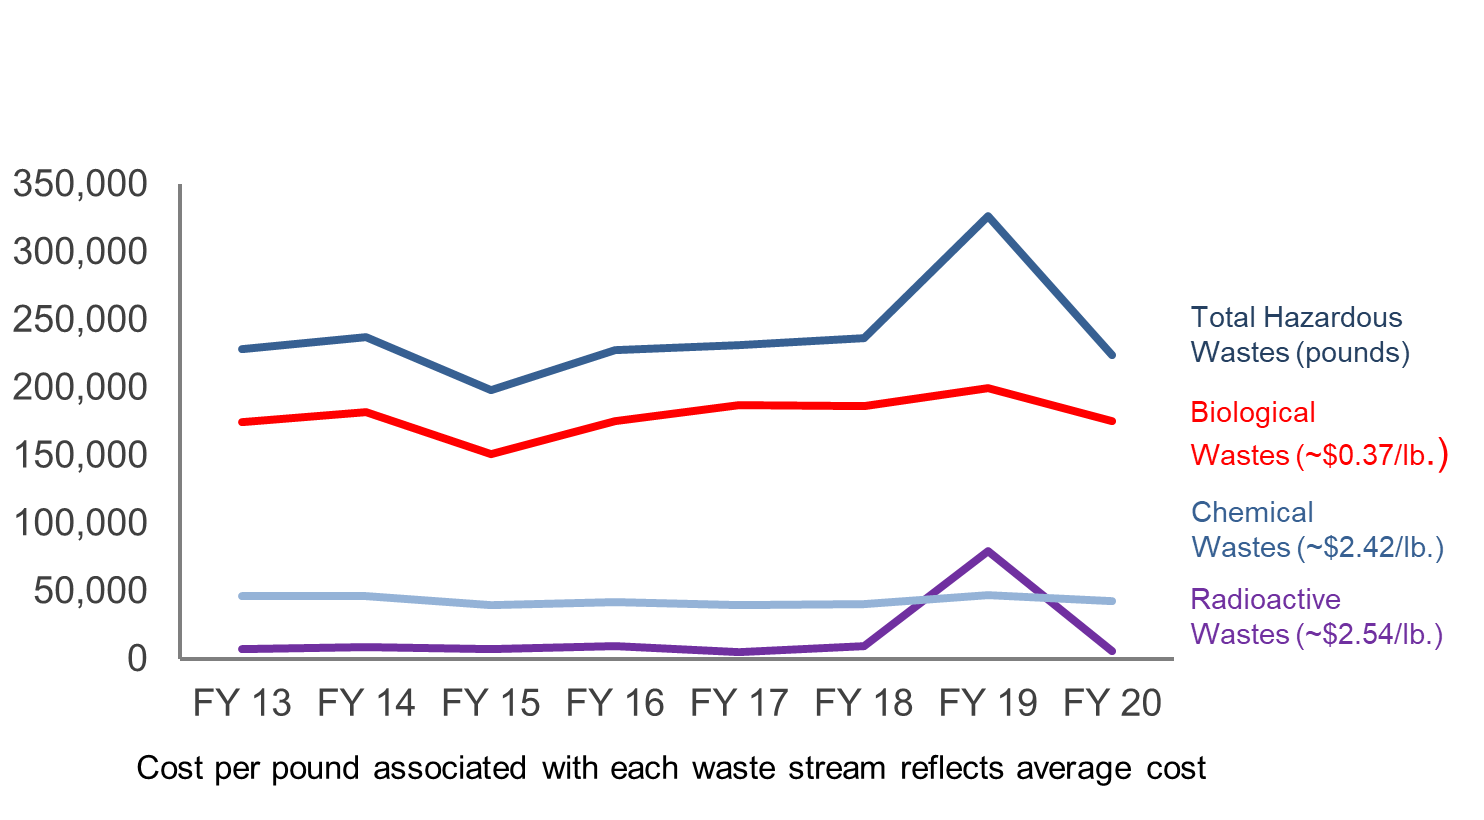 350,000
300,000
250,000
200,000
150,000
100,000
50,000
0
FY 13 FY 14 FY 15 FY 16 FY 17 FY 18 FY 19 FY 20
Total Hazardous
Wastes (pounds)
Biological
Wastes (~$0.37/lb.)
Chemical
Wastes (~$2.42/lb.)
Radioactive
Wastes (~$2.54/lb.)
Cost per pound associated with each waste stream reflects average cost